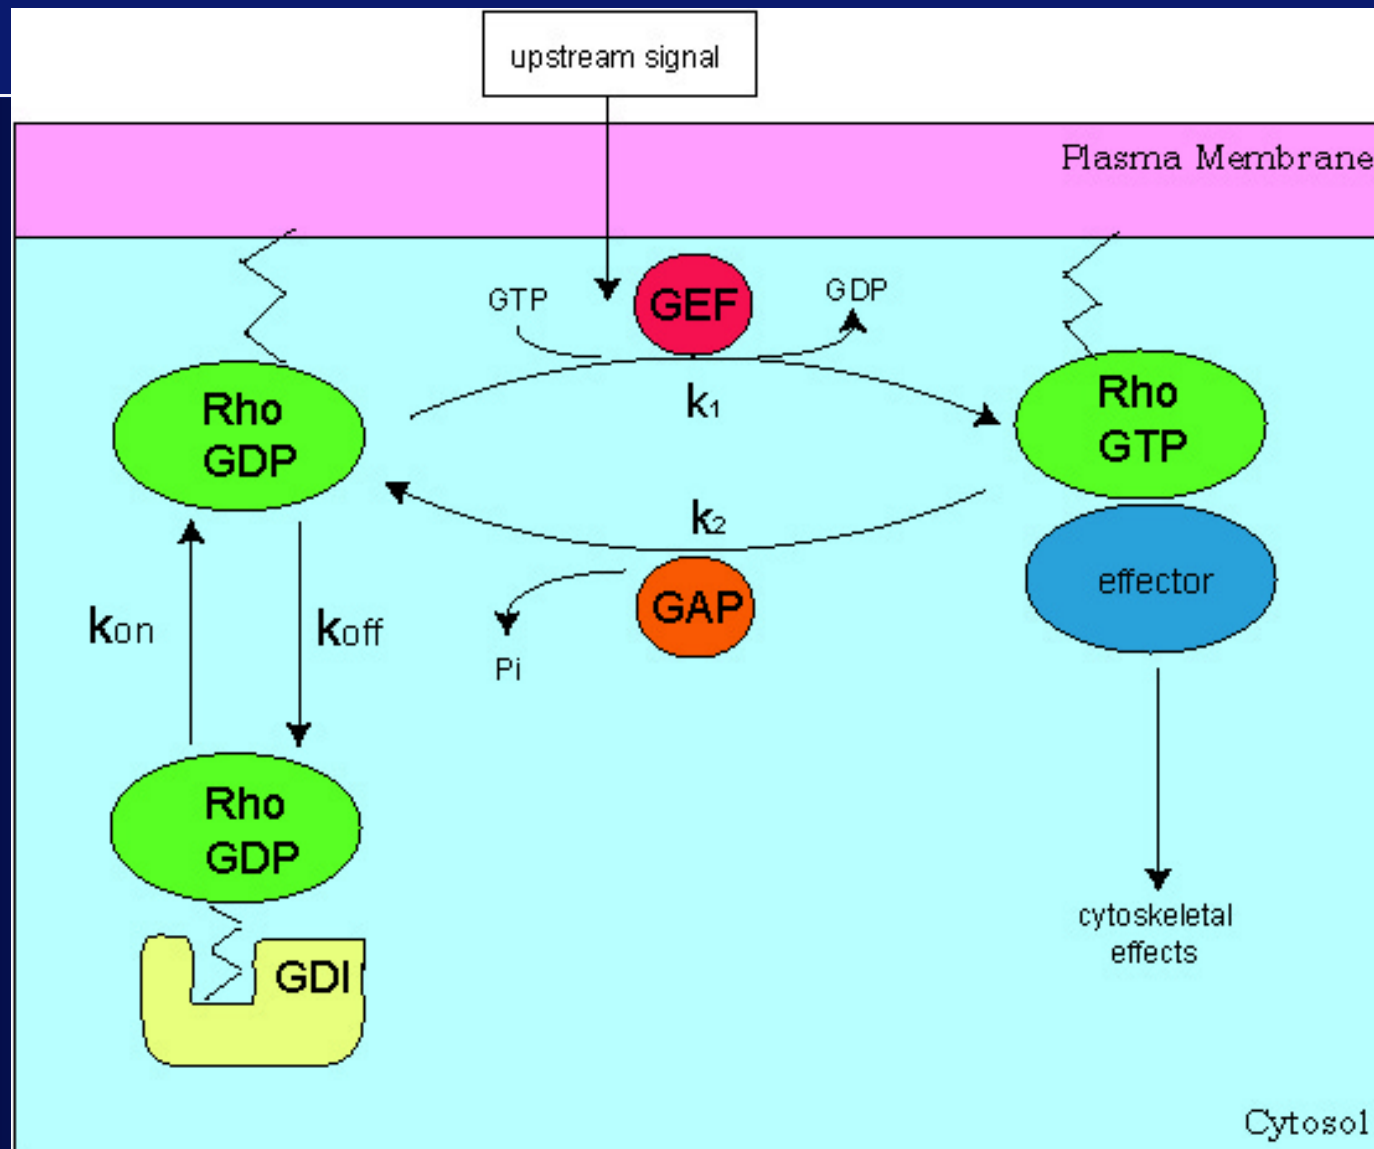 upstream signal
Plasma Membrane
GTP
GEF
GDP
k1
Rho
GDP
Rho
GTP
k2
effector
GAP
Pi
kon
koff
Rho
GDP
GDI
cytoskeletal
effects
Cytosol